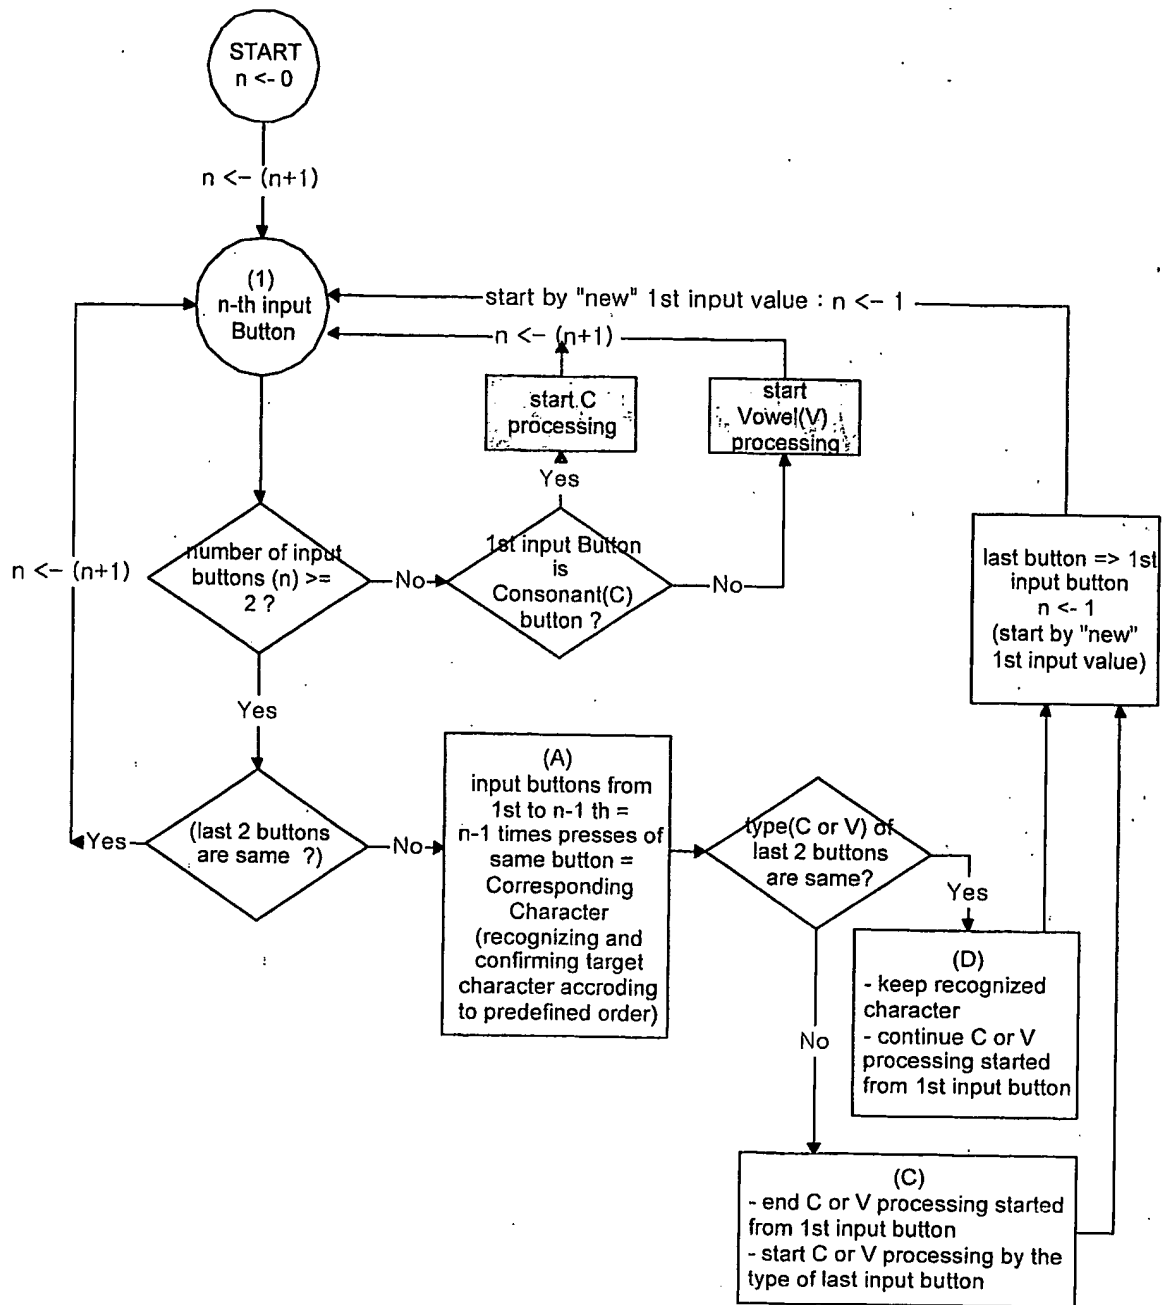 START
n <- 0
n <- (n+1)
(1)
n-th input
Button
start by "new" 1st input value : n <- 1
n <- (n+1)
start C
processing
start
Vowel(V)
processing
Yes
number of input
buttons (n) >=
2 ?
No
1st input Button
is
Consonant(C)
button ?
No
n <- (n+1)
last button => 1st
input button
n <- 1
(start by "new"
1st input value)
Yes
(last 2 buttons
are same ?)
Yes
No
(A)
input buttons from
1st to n-1 th =
n-1 times presses of
same button =
Corresponding
Character
(recognizing and
confirming target
character accroding
to predefined order)
type(C or V) of
last 2 buttons
are same?
Yes
No
(D)
- keep recognized
character
- continue C or V
processing started
from 1st input button
(C)
- end C or V processing started
from 1st input button
- start C or V processing by the
type of last input button